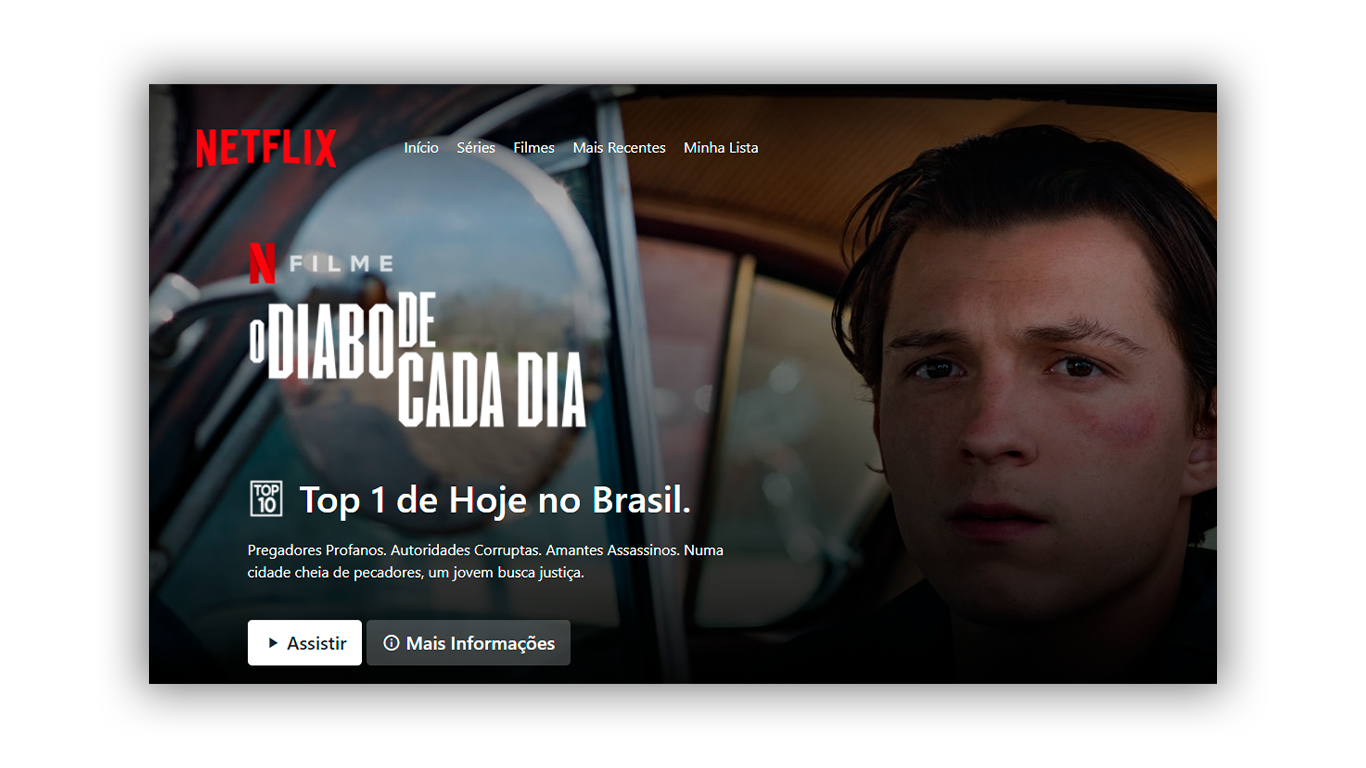 NETFLIX
Início Séries Filmes Mais Recentes Minha Lista
N FILME
O DIABO DE
CADA DIA
TOP
10
Top 1 de Hoje no Brasil.
Pregadores Profanos. Autoridades Corruptas. Amantes Assassinos. Numa
cidade cheia de pecadores, um jovem busca justiça.
Assistir
Mais Informações